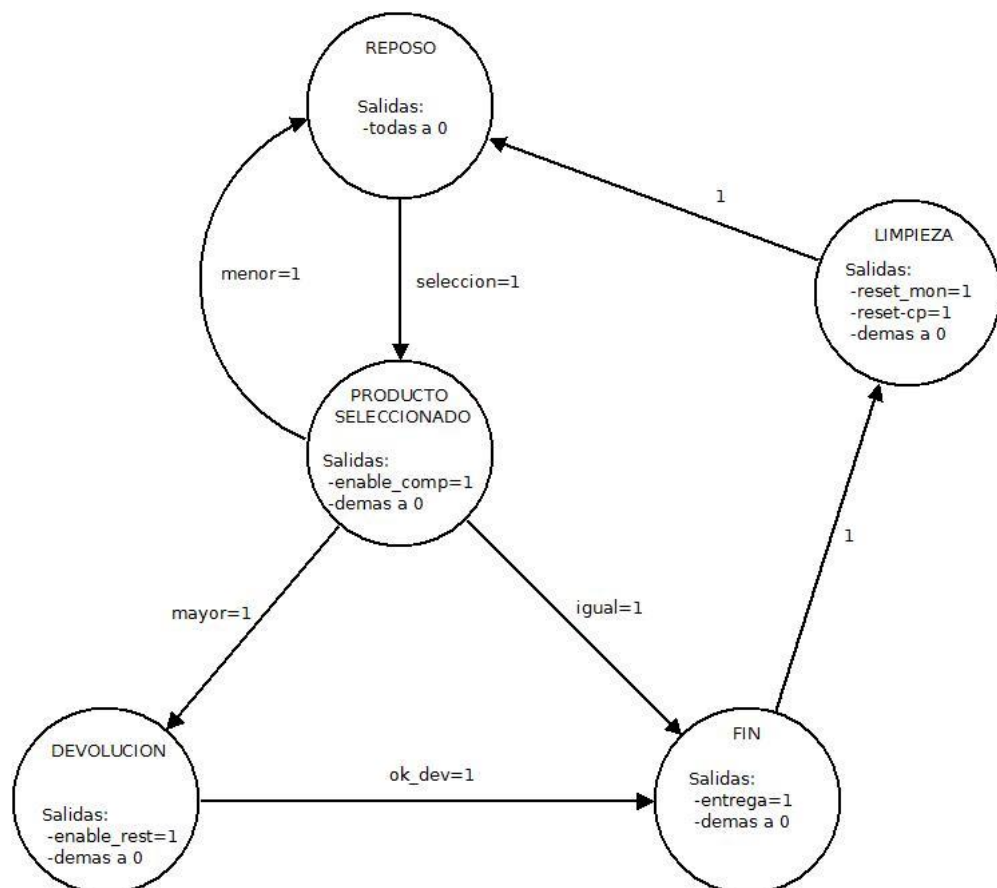 REPOSO
Salidas:
-todas a 0
1
LIMPIEZA
Salidas:
-reset_mon=1
-reset-cp=1
-demas a 0
menor=1
seleccion=1
PRODUCTO
SELECCIONADO
Salidas:
-enable_comp=1
-demas a 0
1
mayor=1
igual=1
DEVOLUCION
Salidas:
-enable_rest=1
-demas a 0
ok_dev=1
FIN
Salidas:
-entrega=1
-demas a 0